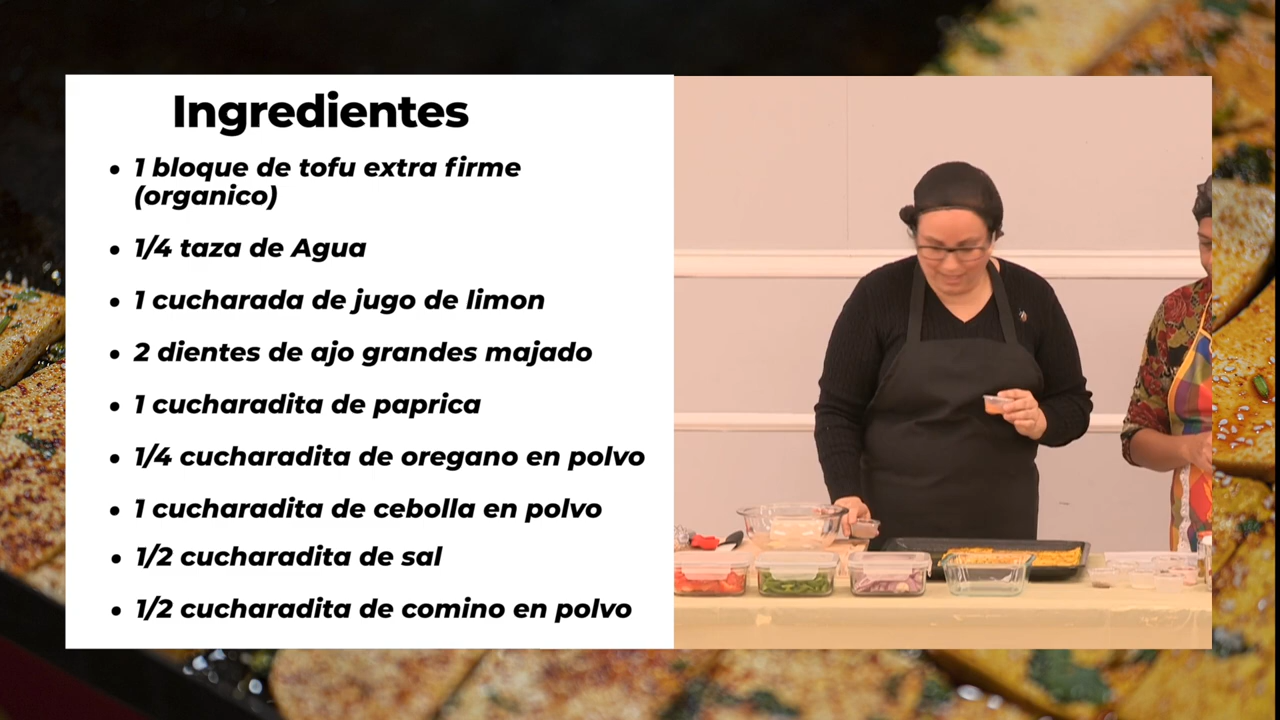 Ingredientes
• 1 bloque de tofu extra firme
(organico)
• 1/4 taza de Agua
• 1 cucharada de jugo de limon
• 2 dientes de ajo grandes majado
• 1 cucharadita de paprica
• 1/4 cucharadita de oregano en polvo
• 1 cucharadita de cebolla en polvo
• 1/2 cucharadita de sal
• 1/2 cucharadita de comino en polvo